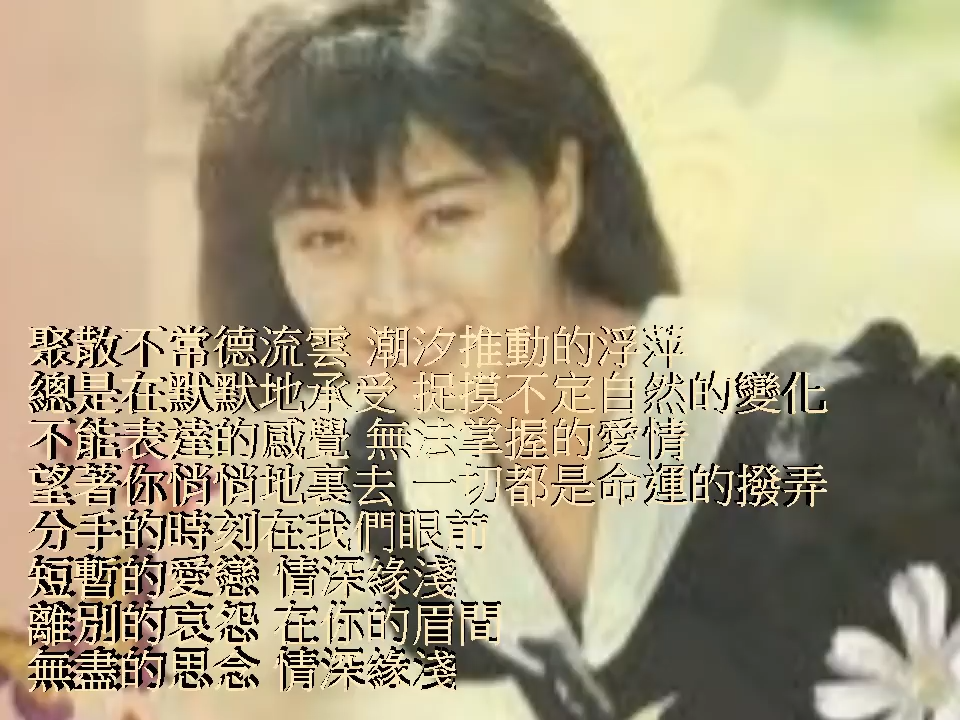 聚散不常德流雲 潮汐推動的浮萍
總是在默默地承受 捉摸不定自然的變化
不能表達的感覺 無法掌握的愛情
望著你悄悄地裏去 一切都是命運的撥弄
分手的時刻在我們眼前
短暫的愛戀 情深緣淺
離別的哀怨 在你的眉間
無盡的思念 情深緣淺